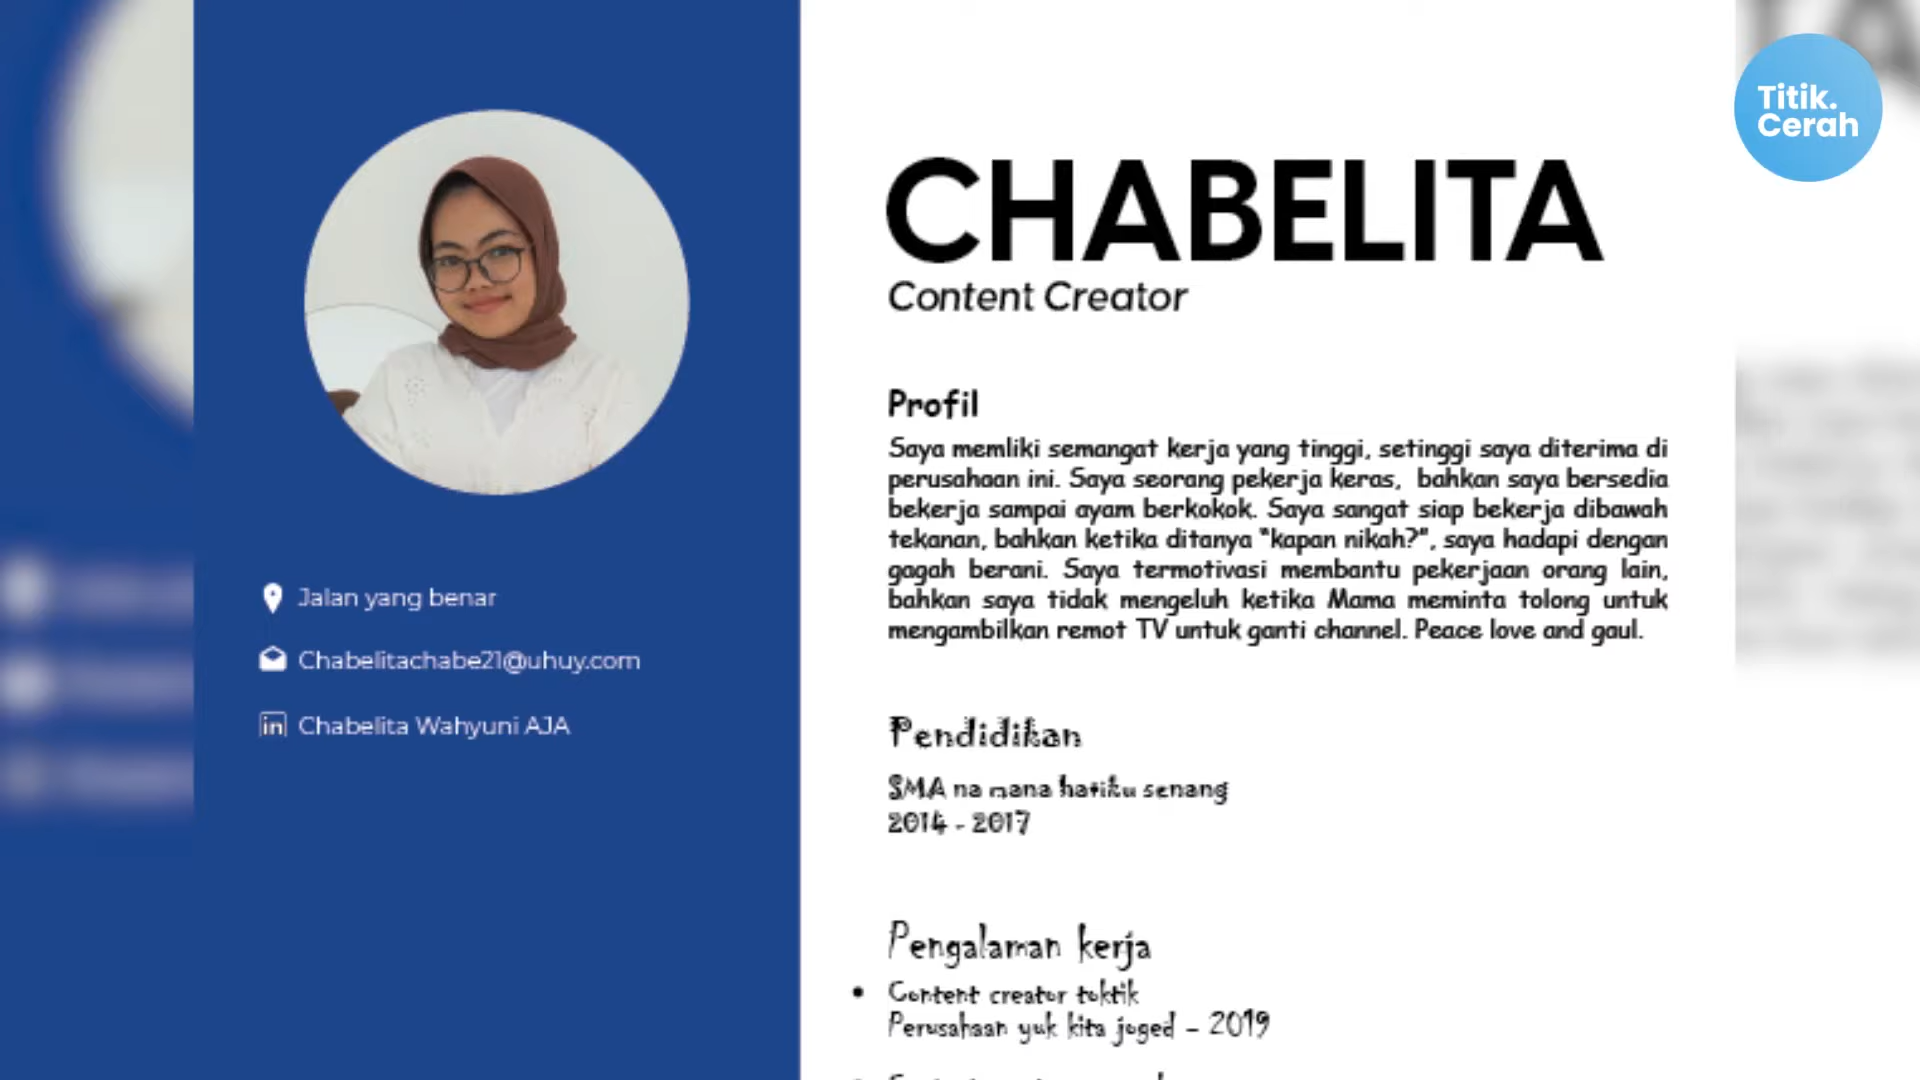 Titik.
Cerah
CHABELITA
Content Creator
Profil
Saya memliki semangat kerja yang tinggi, setinggi saya diterima di
perusahaan ini. Saya seorang pekerja keras, bahkan saya bersedia
bekerja sampai ayam berkokok. Saya sangat siap bekerja dibawah
tekanan, bahkan ketika ditanya "kapan nikah?", saya hadapi dengan
gagah berani. Saya termotivasi membantu pekerjaan orang lain,
bahkan saya tidak mengeluh ketika Mama meminta tolong untuk
mengambilkan remot TV untuk ganti channel. Peace love and gaul.
Jalan yang benar
Chabelitachabe21@uhuy.com
in Chabelita Wahyuni AJA
Pendidikan
SMA na mana hatiku senang
2014 - 2017
Pengalaman kerja
• Content creator toktik
Perusahaan yuk kita joged – 2019